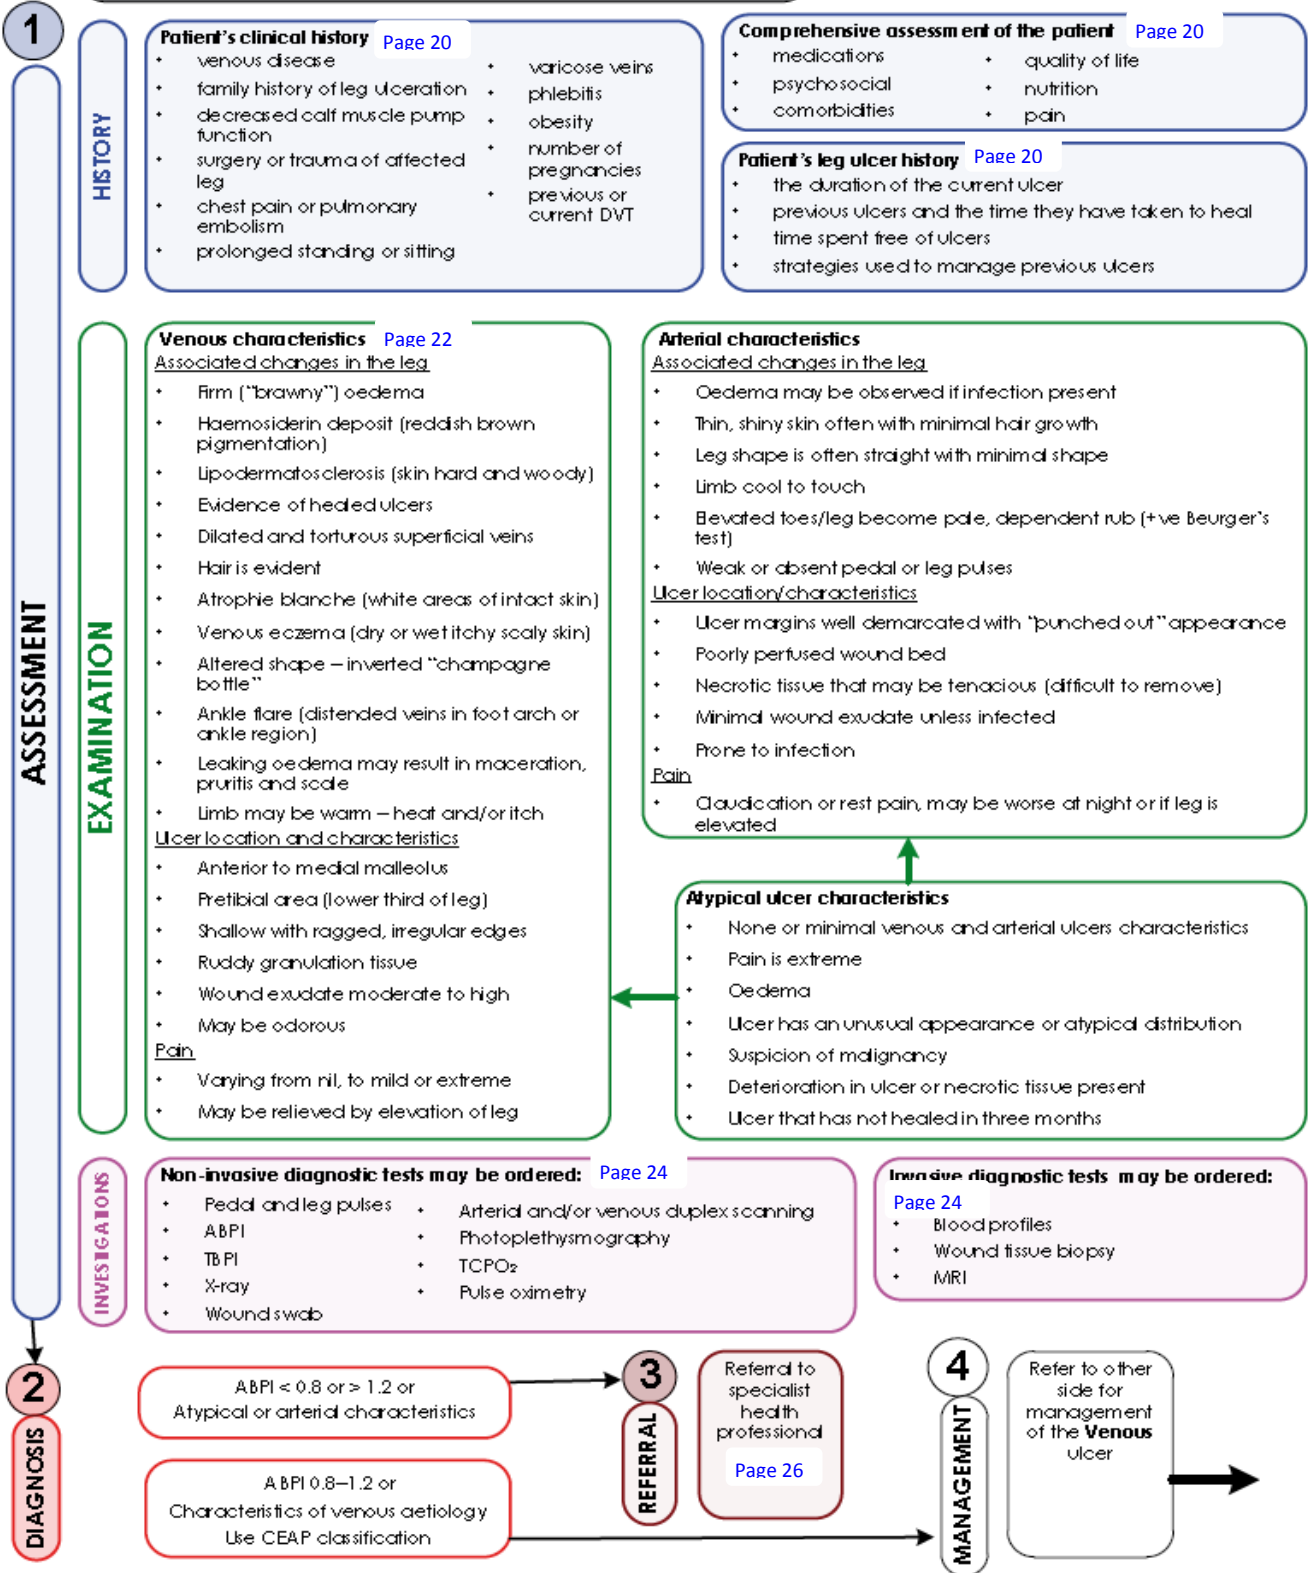 1
ASSESSMENT
HISTORY
Patient's clinical history Page 20
• venous disease
• family history of leg ulceration
• decreased calf muscle pump
function
• surgery or trauma of affected
leg
• chest pain or pulmonary
embolism
• prolonged standing or sitting
• varicose veins
• phlebitis
• obesity
• number of
pregnancies
• previous or
current DVT
Comprehensive assessment of the patient Page 20
• medications
• psychosocial
• comorbidities
• quality of life
• nutrition
• pain
Patient's leg ulcer history Page 20
• the duration of the current ulcer
• previous ulcers and the time they have taken to heal
• time spent free of ulcers
• strategies used to manage previous ulcers
EXAMINATION
Venous characteristics Page 22
Associated changes in the leg
• Firm ("brawny") oedema
• Haemosiderin deposit (reddish brown
pigmentation)
• Lipodermatosclerosis (skin hard and woody)
• Evidence of healed ulcers
• Dilated and torturous superficial veins
• Hair is evident
• Atrophie blanche (white areas of intact skin)
• Venous eczema (dry or wet itchy scaly skin)
• Altered shape – inverted "champagne
bottle"
• Ankle flare (distended veins in foot arch or
ankle region)
• Leaking oedema may result in maceration,
pruritis and scale
• Limb may be warm – heat and/or itch
Ulcer location and characteristics
• Anterior to medial malleolus
• Pretibial area (lower third of leg)
• Shallow with ragged, irregular edges
• Ruddy granulation tissue
• Wound exudate moderate to high
• May be odorous
Pain
• Varying from nil, to mild or extreme
• May be relieved by elevation of leg
Arterial characteristics
Associated changes in the leg
• Oedema may be observed if infection present
• Thin, shiny skin often with minimal hair growth
• Leg shape is often straight with minimal shape
• Limb cool to touch
• Elevated toes/leg become pale, dependent rub (+ve Beurger's
test)
• Weak or absent pedal or leg pulses
Ulcer location/characteristics
• Ulcer margins well demarcated with "punched out" appearance
• Poorly perfused wound bed
• Necrotic tissue that may be tenacious (difficult to remove)
• Minimal wound exudate unless infected
• Prone to infection
Pain
• Claudication or rest pain, may be worse at night or if leg is
elevated
Atypical ulcer characteristics
• None or minimal venous and arterial ulcers characteristics
• Pain is extreme
• Oedema
• Ulcer has an unusual appearance or atypical distribution
• Suspicion of malignancy
• Deterioration in ulcer or necrotic tissue present
• Ulcer that has not healed in three months
INVESTIGATIONS
Non-invasive diagnostic tests may be ordered: Page 24
• Pedal and leg pulses
• ABPI
• TBPI
• X-ray
• Wound swab
• Arterial and/or venous duplex scanning
• Photoplethysmography
• TCPO₂
• Pulse oximetry
Invasive diagnostic tests may be ordered:
Page 24
• Blood profiles
• Wound tissue biopsy
• MRI
2
DIAGNOSIS
ABPI < 0.8 or > 1.2 or
Atypical or arterial characteristics
ABPI 0.8–1.2 or
Characteristics of venous aetiology
Use CEAP classification
3
REFERRAL
Referral to
specialist
health
professional
Page 26
4
MANAGEMENT
Refer to other
side for
management
of the Venous
ulcer